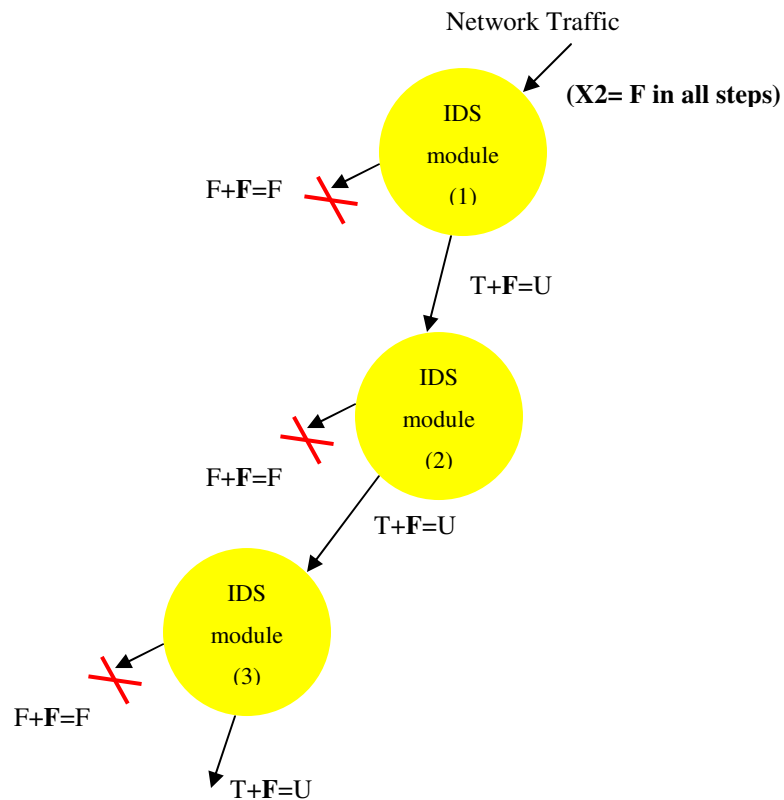 Network Traffic
(X2= F in all steps)
IDS
module
(1)
F+F=F
T+F=U
IDS
module
(2)
F+F=F
T+F=U
IDS
module
(3)
F+F=F
T+F=U